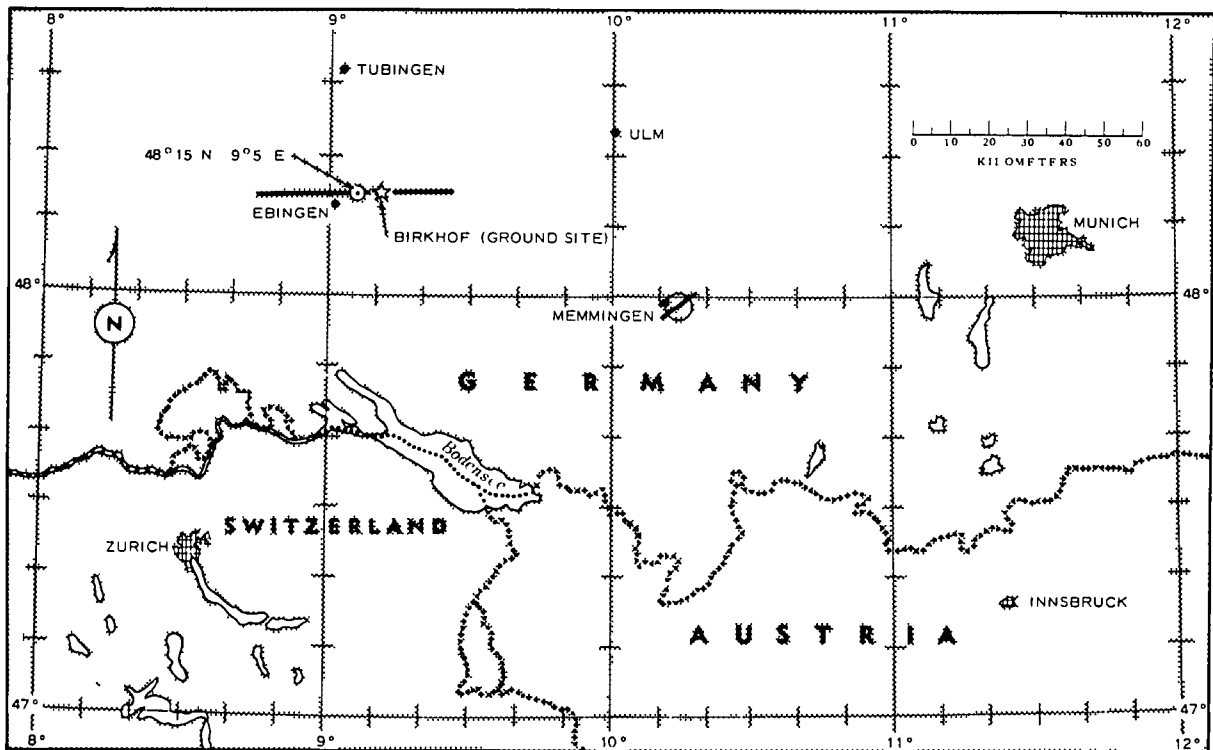 8° 9° 10° 11° 12°
TUBINGEN
ULM
0 10 20 30 40 50 60
KILOMETERS
48°15 N 9°5 E
EBINGEN
BIRKHOF (GROUND SITE)
MUNICH
48° 48°
N
MEMMINGEN
GERMANY
Bodensee
SWITZERLAND
ZURICH
INNSBRUCK
AUSTRIA
47° 47°
8° 9° 10° 11° 12°